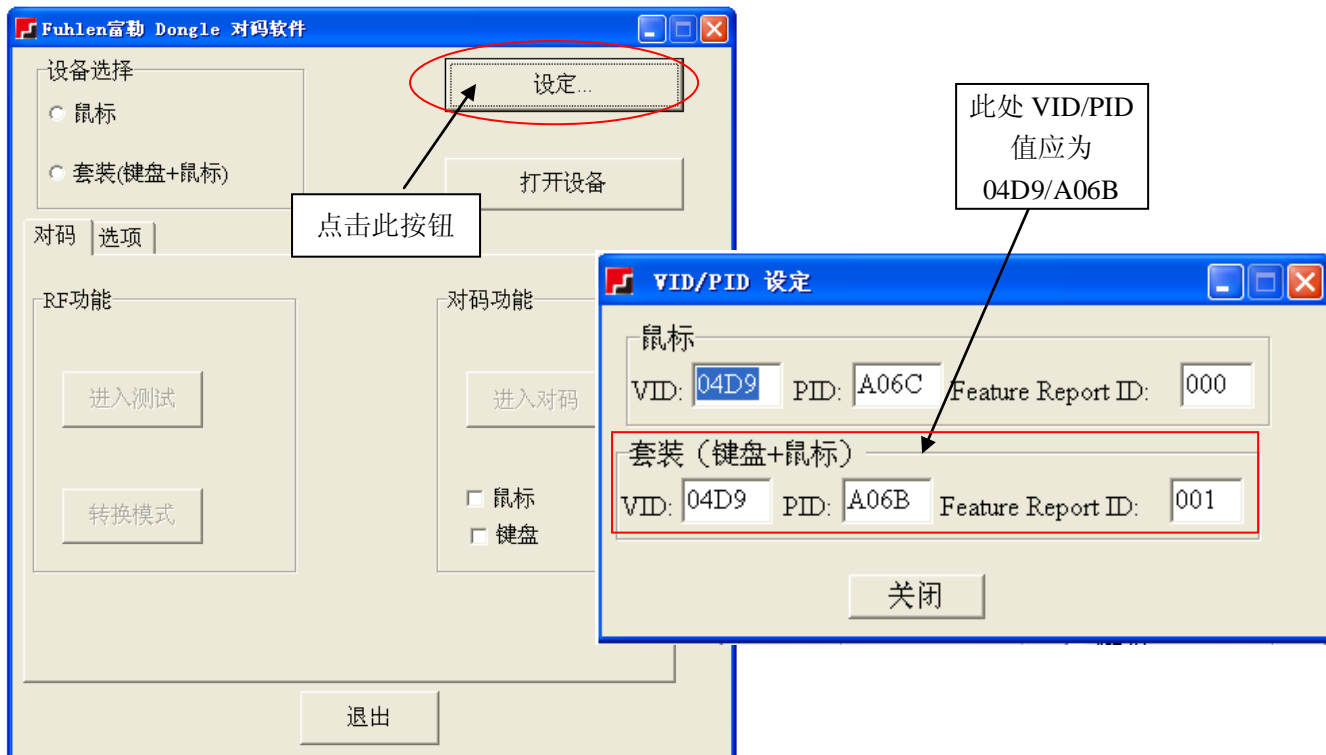 Fuhlen富勒 Dongle 对码软件
设备选择
鼠标
套装(键盘+鼠标)
设定...
打开设备
点击此按钮
对码 选项
RF功能
进入测试
转换模式
对码功能
进入对码
鼠标
键盘
退出
此处 VID/PID
值应为
04D9/A06B
VID/PID 设定
鼠标
VID: 04D9 PID: A06C Feature Report ID: 000
套装（键盘+鼠标）
VID: 04D9 PID: A06B Feature Report ID: 001
关闭